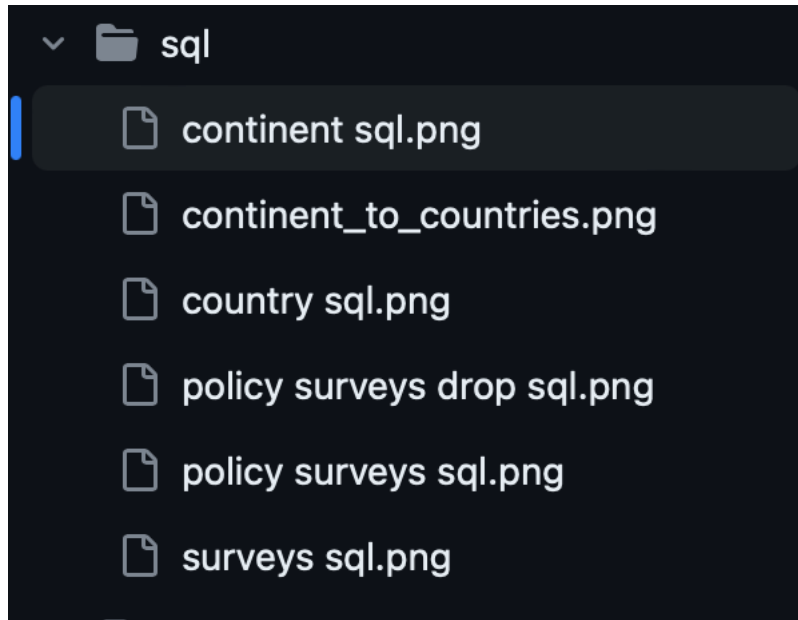 sql
continent sql.png
continent_to_countries.png
country sql.png
policy surveys drop sql.png
policy surveys sql.png
surveys sql.png